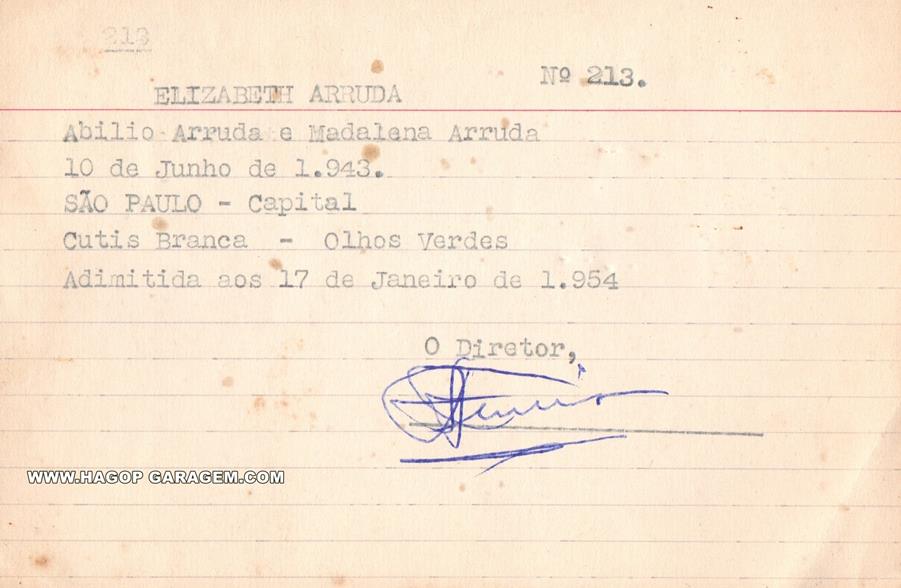 213
Nº 213.
ELIZABETH ARRUDA
Abilio Arruda e Madalena Arruda
10 de Junho de 1.943.
SÃO PAULO - Capital
Cutis Branca - Olhos Verdes
Adimitida aos 17 de Janeiro de 1.954
O Diretor,
WWW.HAGOP GARAGEM.COM